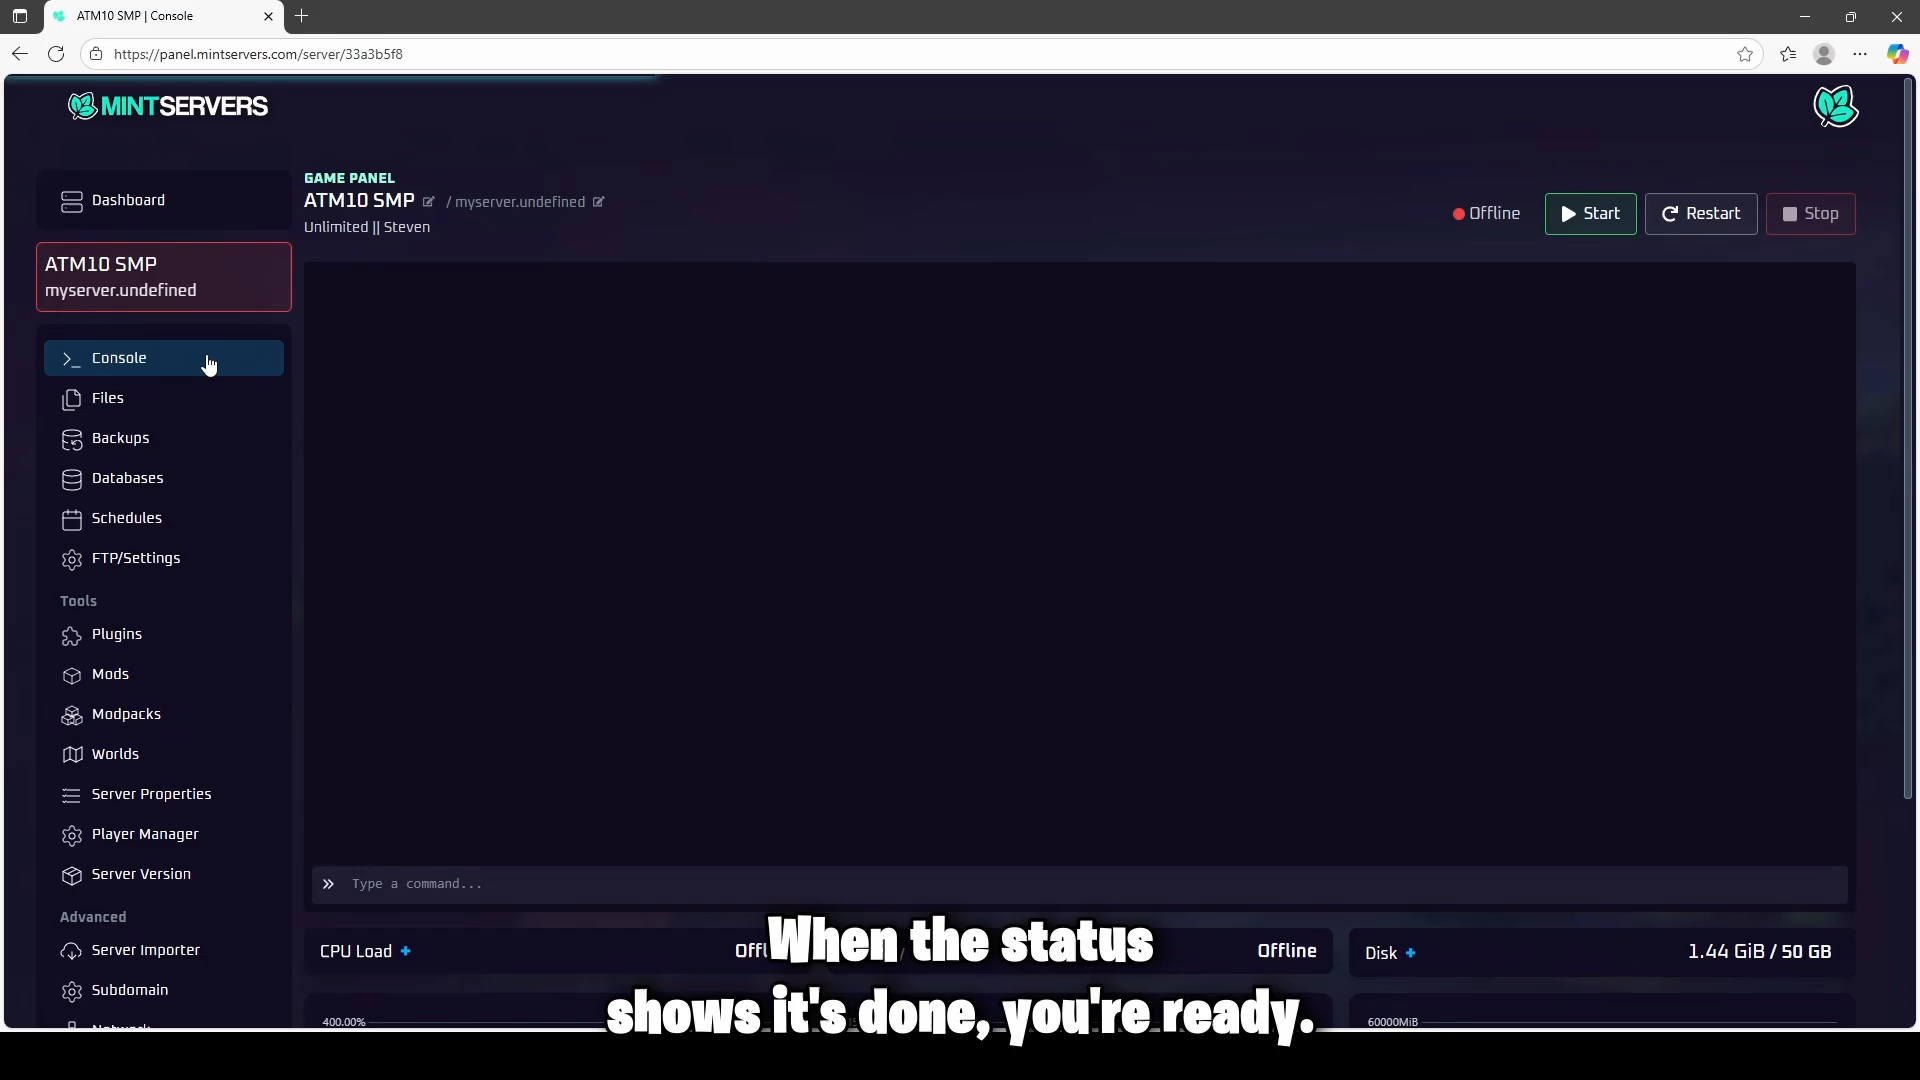 ATM10 SMP | Console
https://panel.mintservers.com/server/33a3b5f8
MINTSERVERS
Dashboard
ATM10 SMP
myserver.undefined
Console
Files
Backups
Databases
Schedules
FTP/Settings
Tools
Plugins
Mods
Modpacks
Worlds
Server Properties
Player Manager
Server Version
Advanced
Server Importer
Subdomain
GAME PANEL
ATM10 SMP / myserver.undefined
Unlimited || Steven
Offline
Start
Restart
Stop
Type a command...
CPU Load +
Offline
Disk +
1.44 GiB / 50 GB
400.00%
60000MiB
When the status
shows it's done, you're ready.